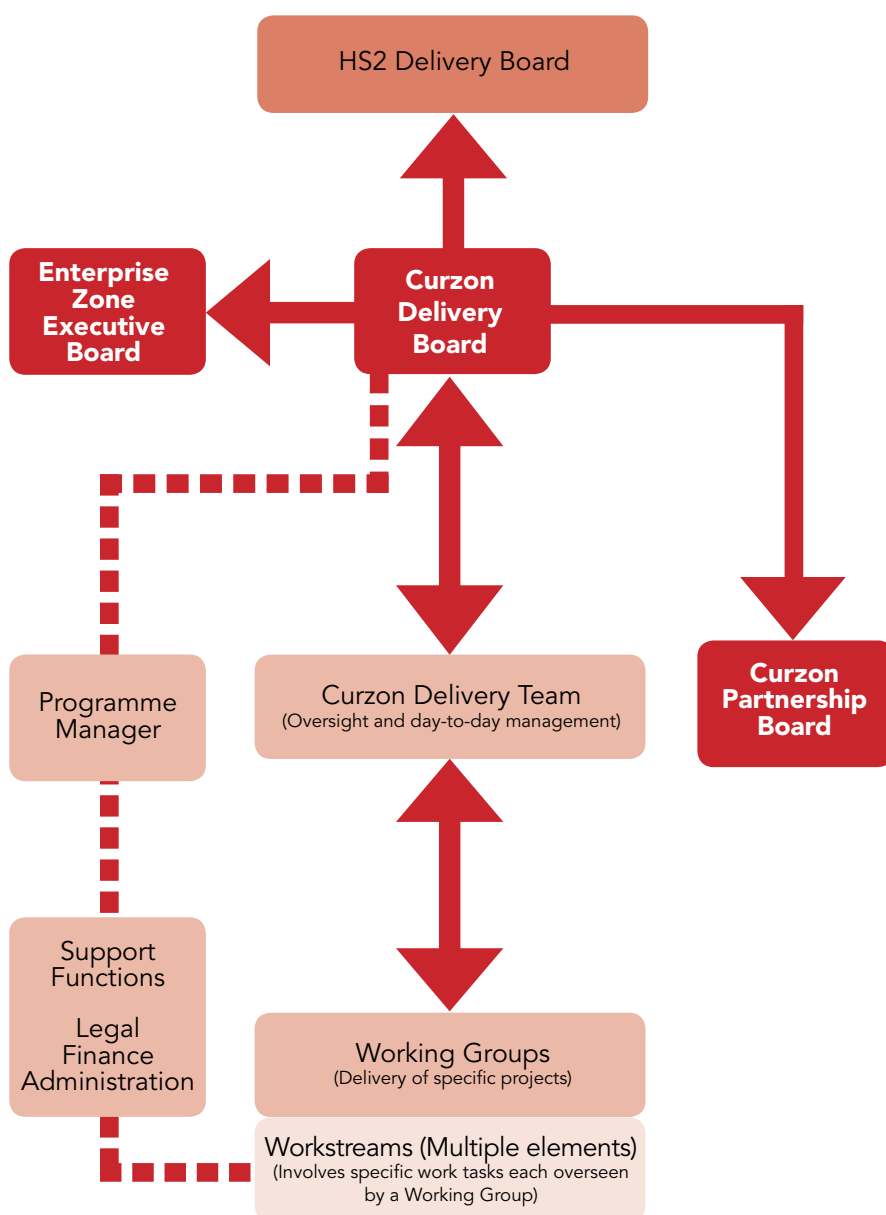 HS2 Delivery Board
Enterprise
Zone
Executive
Board
Curzon
Delivery
Board
Programme
Manager
Curzon Delivery Team
(Oversight and day-to-day management)
Curzon
Partnership
Board
Support
Functions
Legal
Finance
Administration
Working Groups
(Delivery of specific projects)
Workstreams (Multiple elements)
(Involves specific work tasks each overseen
by a Working Group)